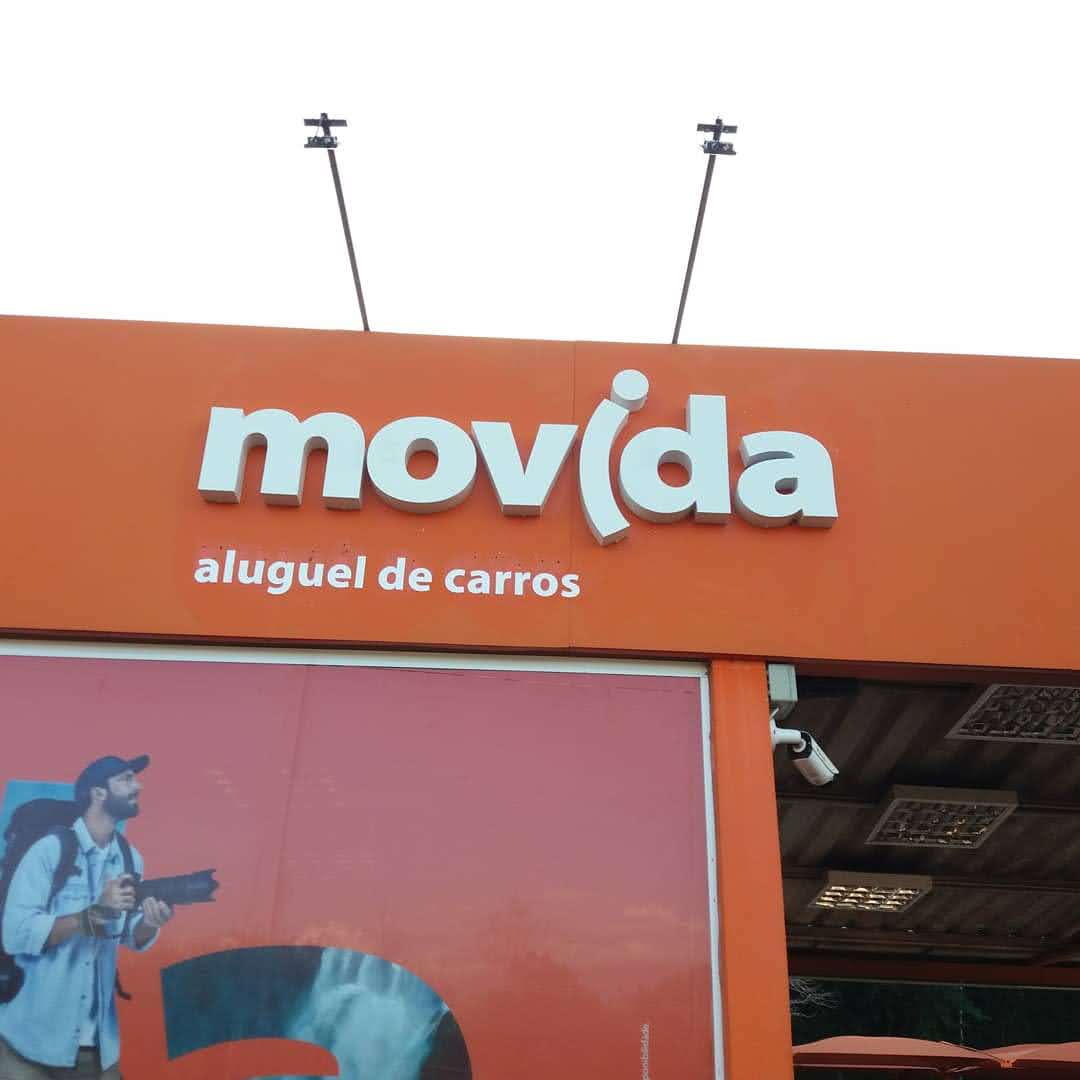 movida
aluguel de carros
a